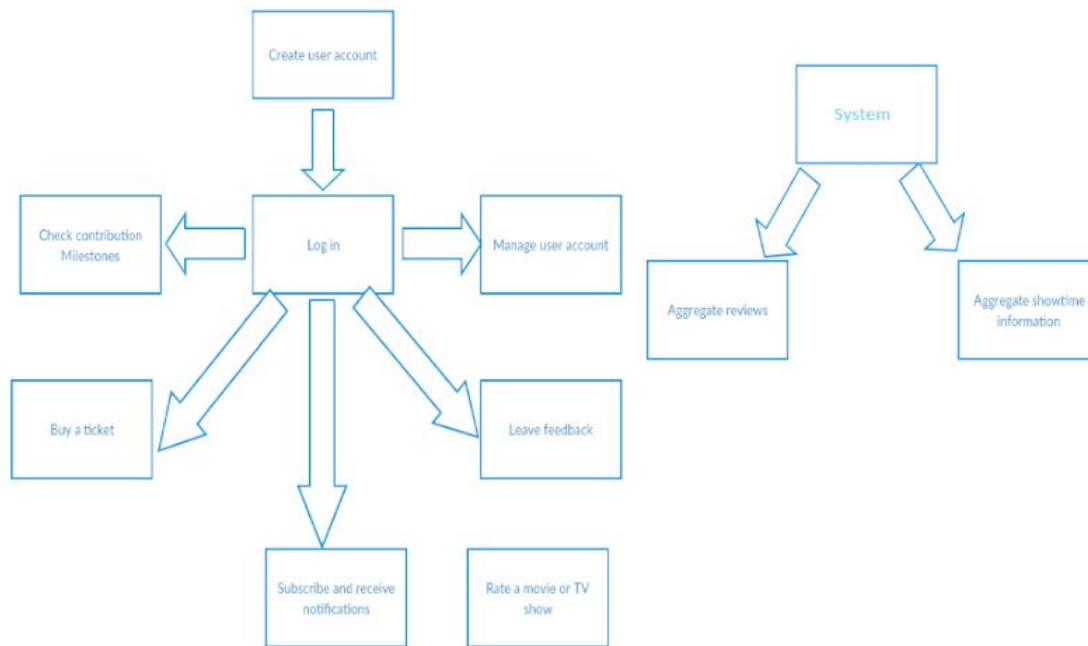 Create user account
System
Check contribution
Milestones
Log in
Manage user account
Aggregate reviews
Aggregate showtime
information
Buy a ticket
Leave feedback
Subscribe and receive
notifications
Rate a movie or TV
show